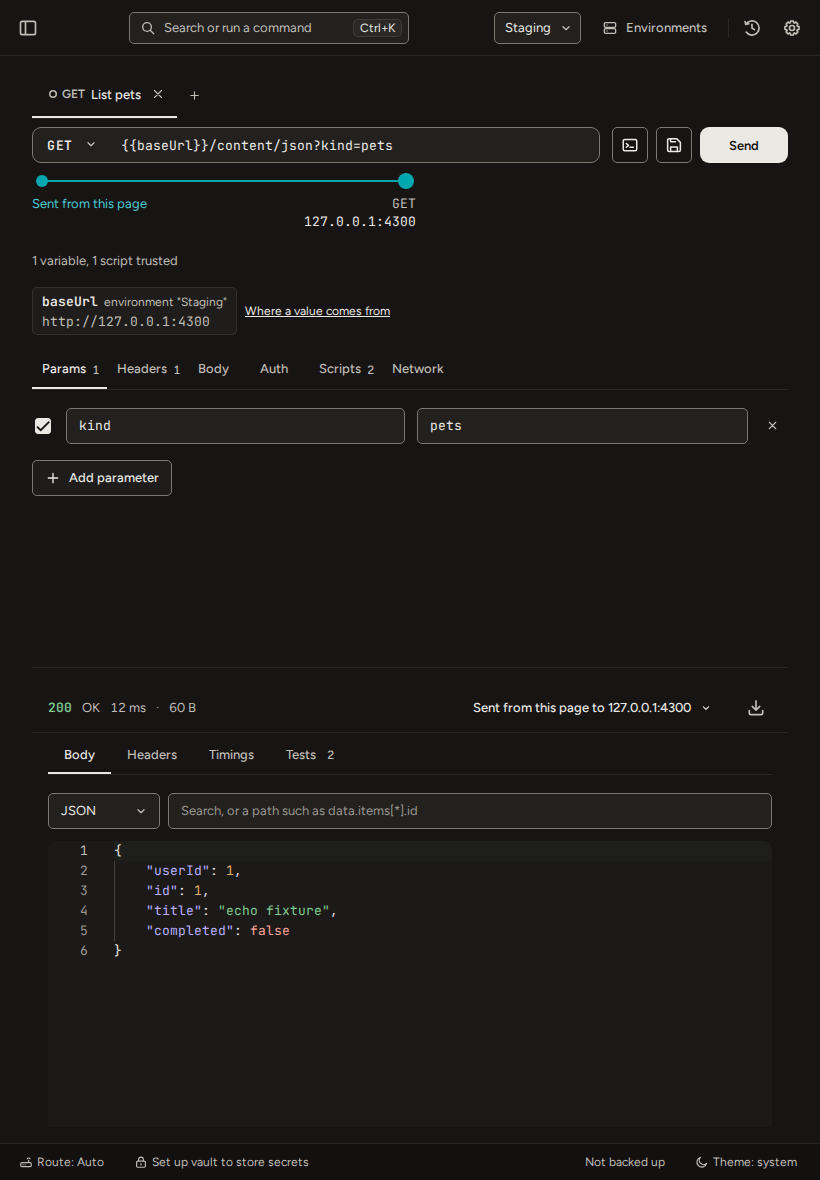 Search or run a command Ctrl+K Staging Environments
GET List pets
GET {{baseUrl}}/content/json?kind=pets Send
Sent from this page GET
127.0.0.1:4300
1 variable, 1 script trusted
baseUrl environment "Staging"
http://127.0.0.1:4300
Where a value comes from
Params 1 Headers 1 Body Auth Scripts 2 Network
kind pets
Add parameter
200 OK 12 ms · 60 B Sent from this page to 127.0.0.1:4300
Body Headers Timings Tests 2
JSON Search, or a path such as data.items[*].id
1 {
2 "userId": 1,
3 "id": 1,
4 "title": "echo fixture",
5 "completed": false
6 }
Route: Auto Set up vault to store secrets Not backed up Theme: system